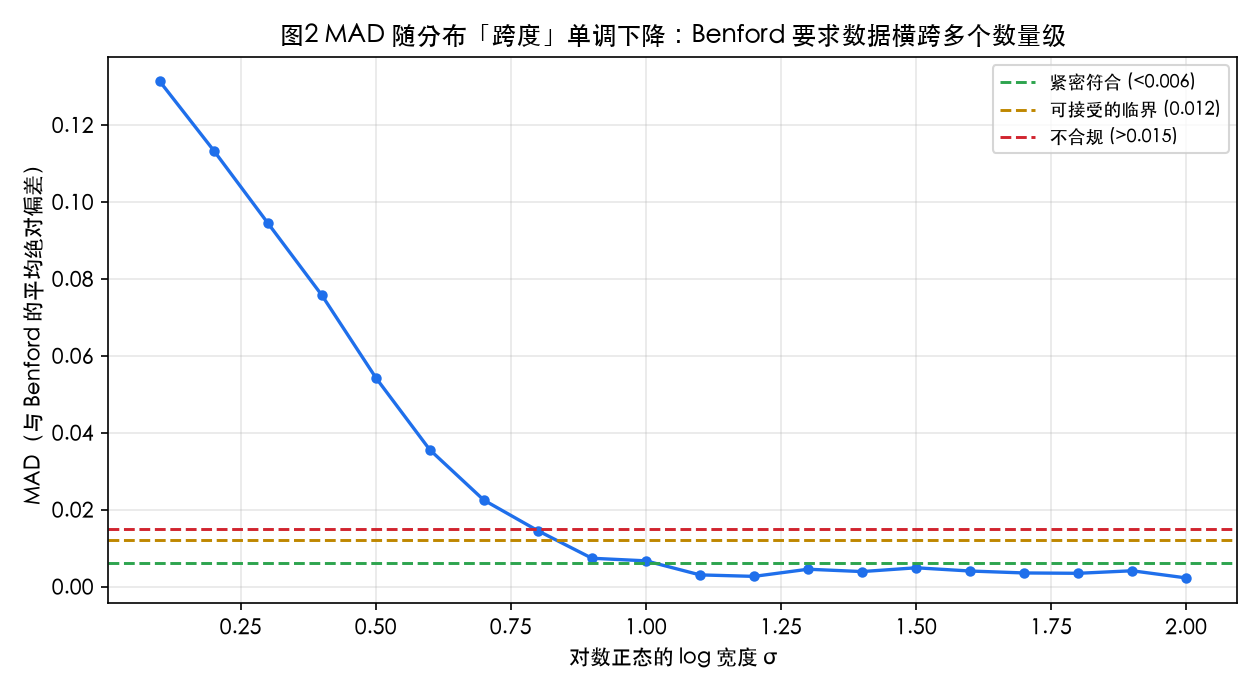 图2 MAD 随分布「跨度」单调下降：Benford 要求数据横跨多个数量级
紧密符合 (<0.006)
可接受的临界 (0.012)
不合规 (>0.015)
MAD（与 Benford 的平均绝对偏差）
0.12
0.10
0.08
0.06
0.04
0.02
0.00
0.25 0.50 0.75 1.00 1.25 1.50 1.75 2.00
对数正态的 log 宽度 σ